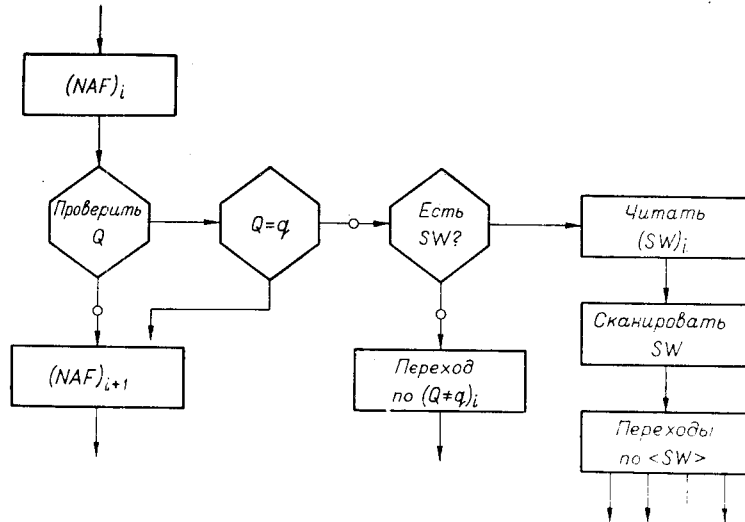 (NAF)i
Проверить
Q
Q=q
Есть
SW?
Читать
(SW)i
Сканировать
SW
(NAF)i+1
Переход
по (Q≠q)i
Переходы
по <SW>